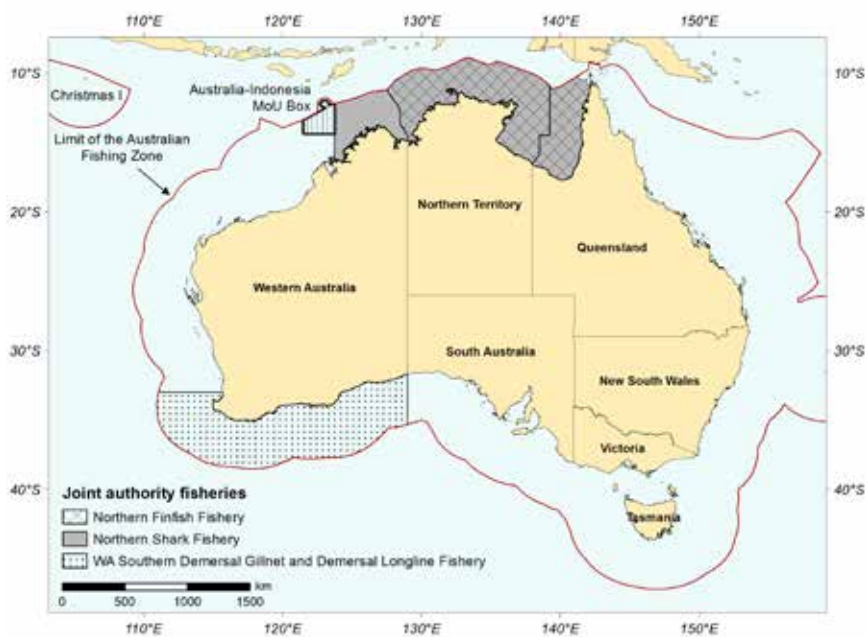 110°E 120°E 130°E 140°E 150°E
10°S 10°S
Christmas I
Australia-Indonesia
MoU Box
Limit of the Australian
Fishing Zone
20°S 20°S
Northern Territory
Queensland
Western Australia
30°S 30°S
South Australia
New South Wales
Victoria
40°S 40°S
Tasmania
Joint authority fisheries
Northern Finfish Fishery
Northern Shark Fishery
WA Southern Demersal Gillnet and Demersal Longline Fishery
km
0 500 1000 1500
110°E 120°E 130°E 140°E 150°E